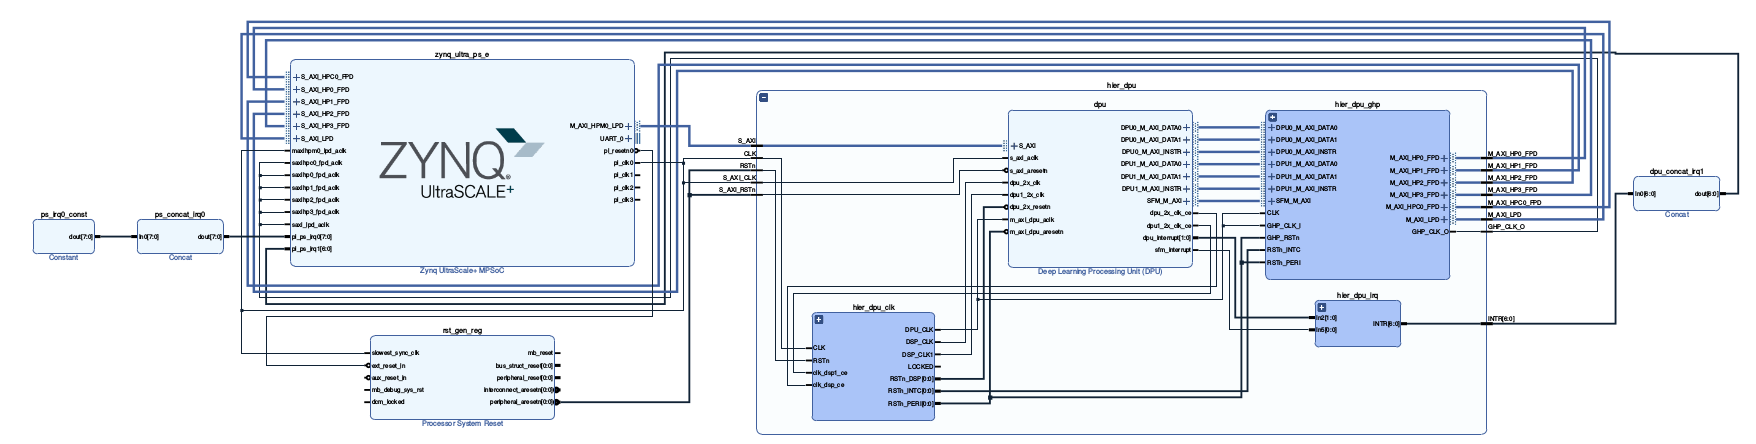 ps_irq0_const
dout[7:0]
Constant
ps_concat_irq0
In0[7:0]
dout[7:0]
Concat
zynq_ultra_ps_e
S_AXI_HPC0_FPD
S_AXI_HP0_FPD
S_AXI_HP1_FPD
S_AXI_HP2_FPD
S_AXI_HP3_FPD
S_AXI_LPD
maxihpm0_lpd_aclk
saxihpc0_fpd_aclk
saxihp0_fpd_aclk
saxihp1_fpd_aclk
saxihp2_fpd_aclk
saxihp3_fpd_aclk
saxi_lpd_aclk
pl_ps_irq0[7:0]
pl_ps_irq1[6:0]
ZYNQ
UltraSCALE+
M_AXI_HPM0_LPD
UART_0
pl_resetn0
pl_clk0
pl_clk1
pl_clk2
pl_clk3
Zynq UltraScale+ MPSoC
rst_gen_reg
slowest_sync_clk
ext_reset_in
aux_reset_in
mb_debug_sys_rst
dcm_locked
mb_reset
bus_struct_reset[0:0]
peripheral_reset[0:0]
interconnect_aresetn[0:0]
peripheral_aresetn[0:0]
Processor System Reset
hier_dpu
S_AXI
CLK
RSTn
S_AXI_CLK
S_AXI_RSTn
dpu
S_AXI
s_axi_aclk
s_axi_aresetn
dpu_2x_clk
dpu1_2x_clk
dpu_2x_resetn
m_axi_dpu_aclk
m_axi_dpu_aresetn
DPU0_M_AXI_DATA0
DPU0_M_AXI_DATA1
DPU0_M_AXI_INSTR
DPU1_M_AXI_DATA0
DPU1_M_AXI_DATA1
DPU1_M_AXI_INSTR
SFM_M_AXI
dpu_2x_clk_ce
dpu1_2x_clk_ce
dpu_interrupt[1:0]
sfm_interrupt
Deep Learning Processing Unit (DPU)
hier_dpu_ghp
DPU0_M_AXI_DATA0
DPU0_M_AXI_DATA1
DPU0_M_AXI_INSTR
DPU1_M_AXI_DATA0
DPU1_M_AXI_DATA1
DPU1_M_AXI_INSTR
SFM_M_AXI
CLK
GHP_CLK_I
GHP_RSTn
RSTn_INTC
RSTn_PERI
M_AXI_HP0_FPD
M_AXI_HP1_FPD
M_AXI_HP2_FPD
M_AXI_HP3_FPD
M_AXI_HPC0_FPD
M_AXI_LPD
GHP_CLK_O
hier_dpu_clk
CLK
RSTn
clk_dsp1_ce
clk_dsp_ce
DPU_CLK
DSP_CLK
DSP_CLK1
LOCKED
RSTn_DSP[0:0]
RSTn_INTC[0:0]
RSTn_PERI[0:0]
hier_dpu_irq
In2[1:0]
In5[0:0]
INTR[6:0]
M_AXI_HP0_FPD
M_AXI_HP1_FPD
M_AXI_HP2_FPD
M_AXI_HP3_FPD
M_AXI_HPC0_FPD
M_AXI_LPD
GHP_CLK_O
INTR[6:0]
dpu_concat_irq1
In0[6:0]
dout[6:0]
Concat